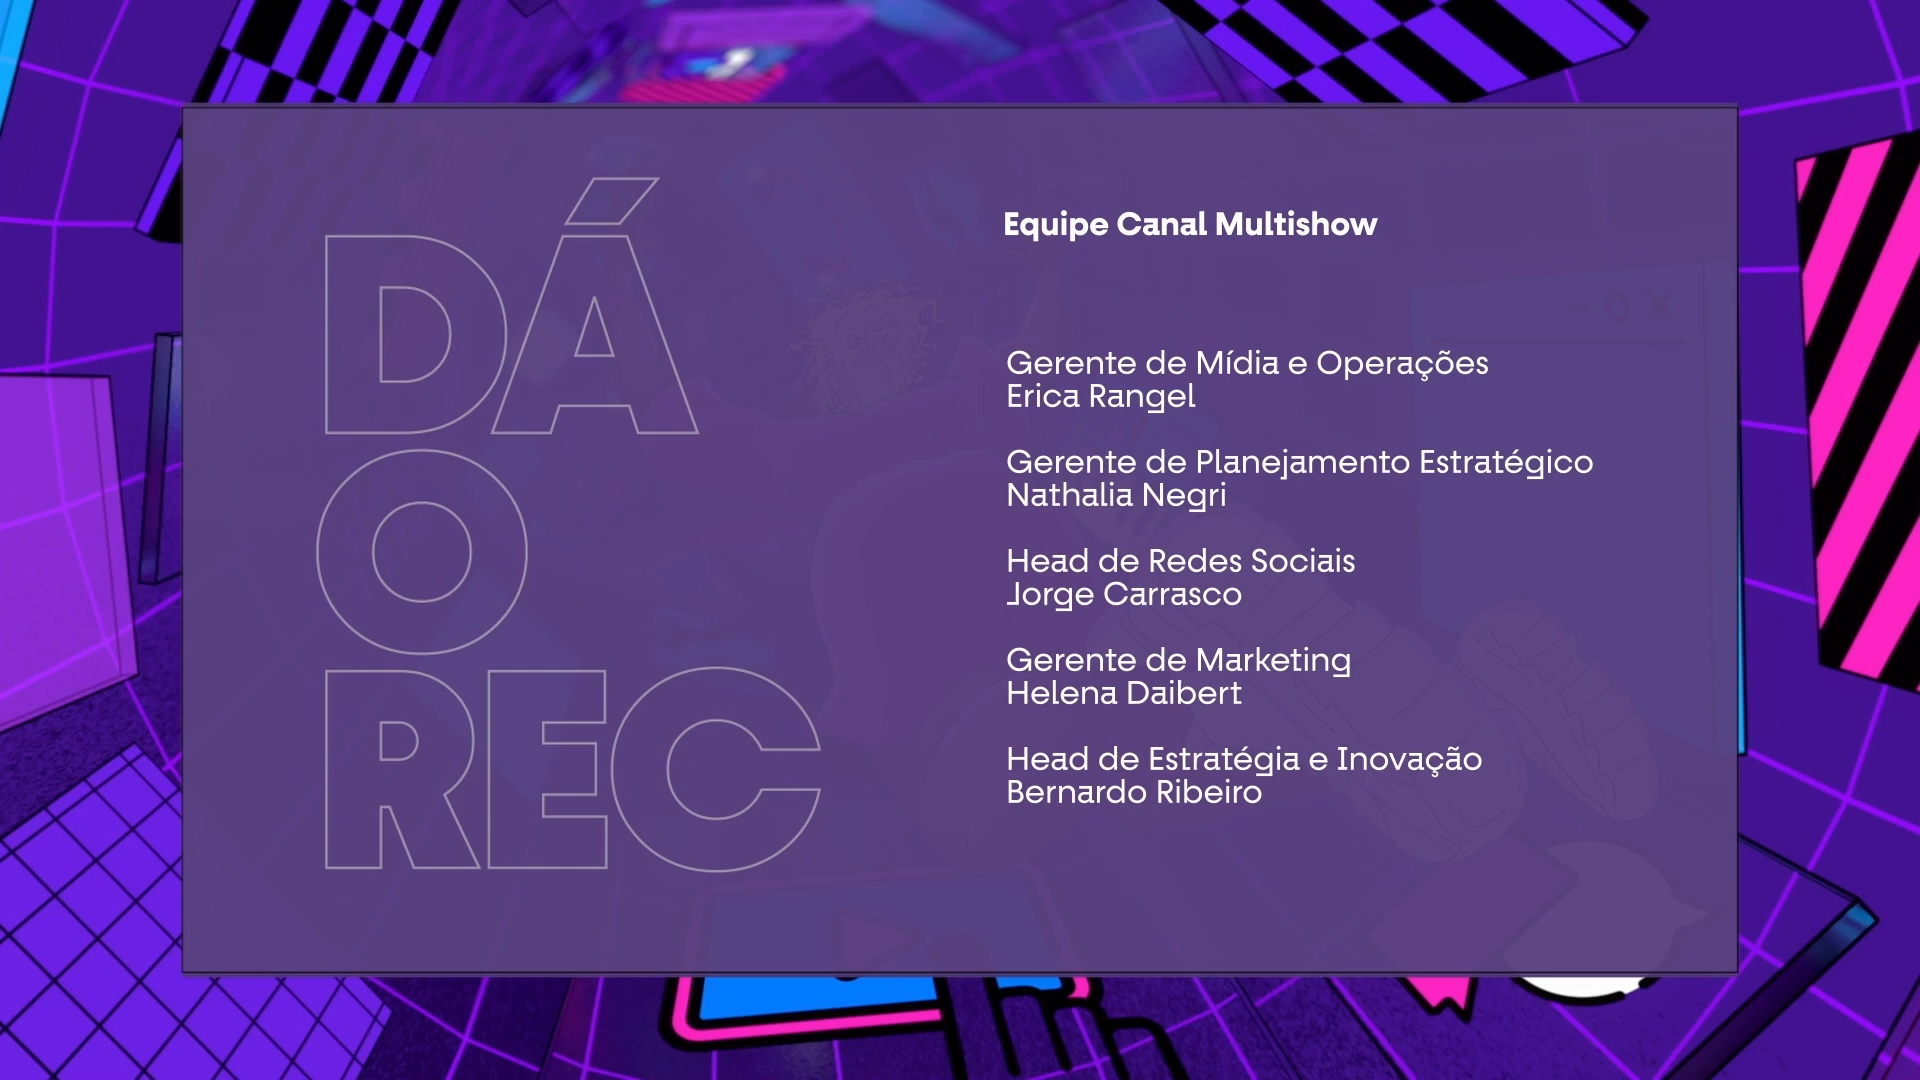 DÁ
O
REC
Equipe Canal Multishow
Gerente de Mídia e Operações
Erica Rangel
Gerente de Planejamento Estratégico
Nathalia Negri
Head de Redes Sociais
Jorge Carrasco
Gerente de Marketing
Helena Daibert
Head de Estratégia e Inovação
Bernardo Ribeiro